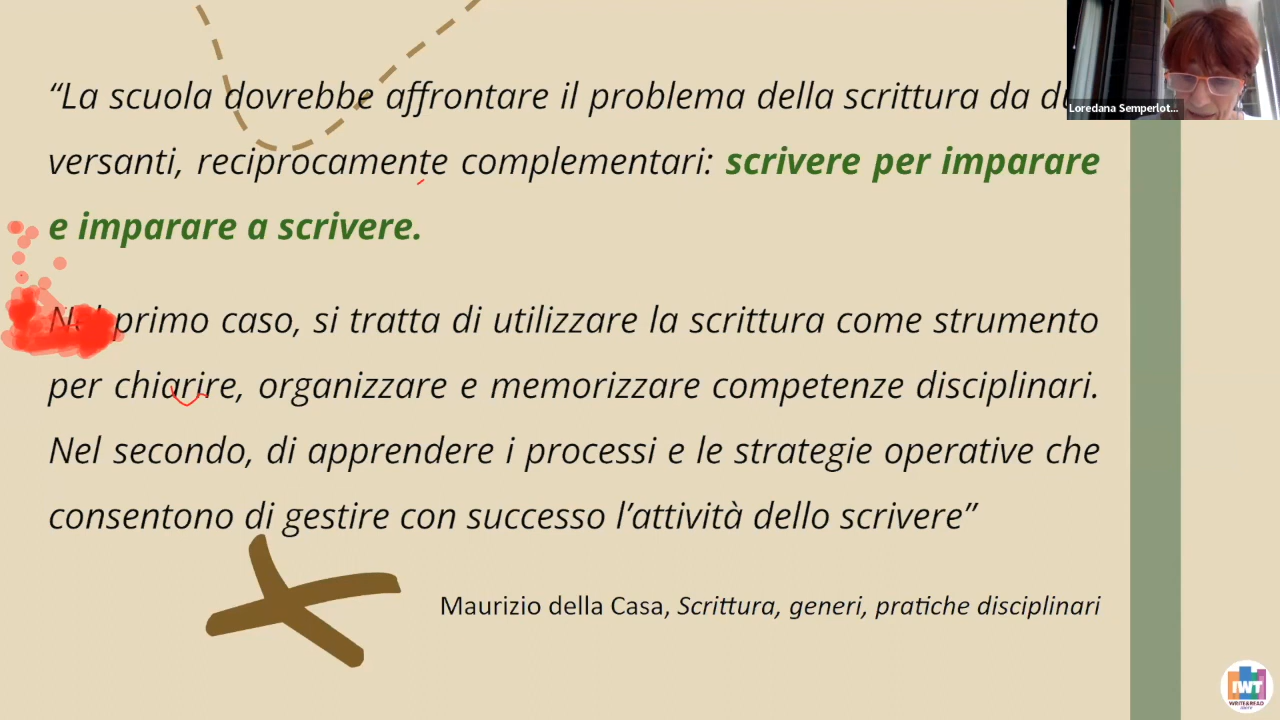 “La scuola dovrebbe affrontare il problema della scrittura da
versanti, reciprocamente complementari: scrivere per imparare
e imparare a scrivere.
primo caso, si tratta di utilizzare la scrittura come strumento
per chiarire, organizzare e memorizzare competenze disciplinari.
Nel secondo, di apprendere i processi e le strategie operative che
consentono di gestire con successo l’attività dello scrivere”
Maurizio della Casa, Scrittura, generi, pratiche disciplinari
Loredana Semperlot...
IWT
WRITE&READ